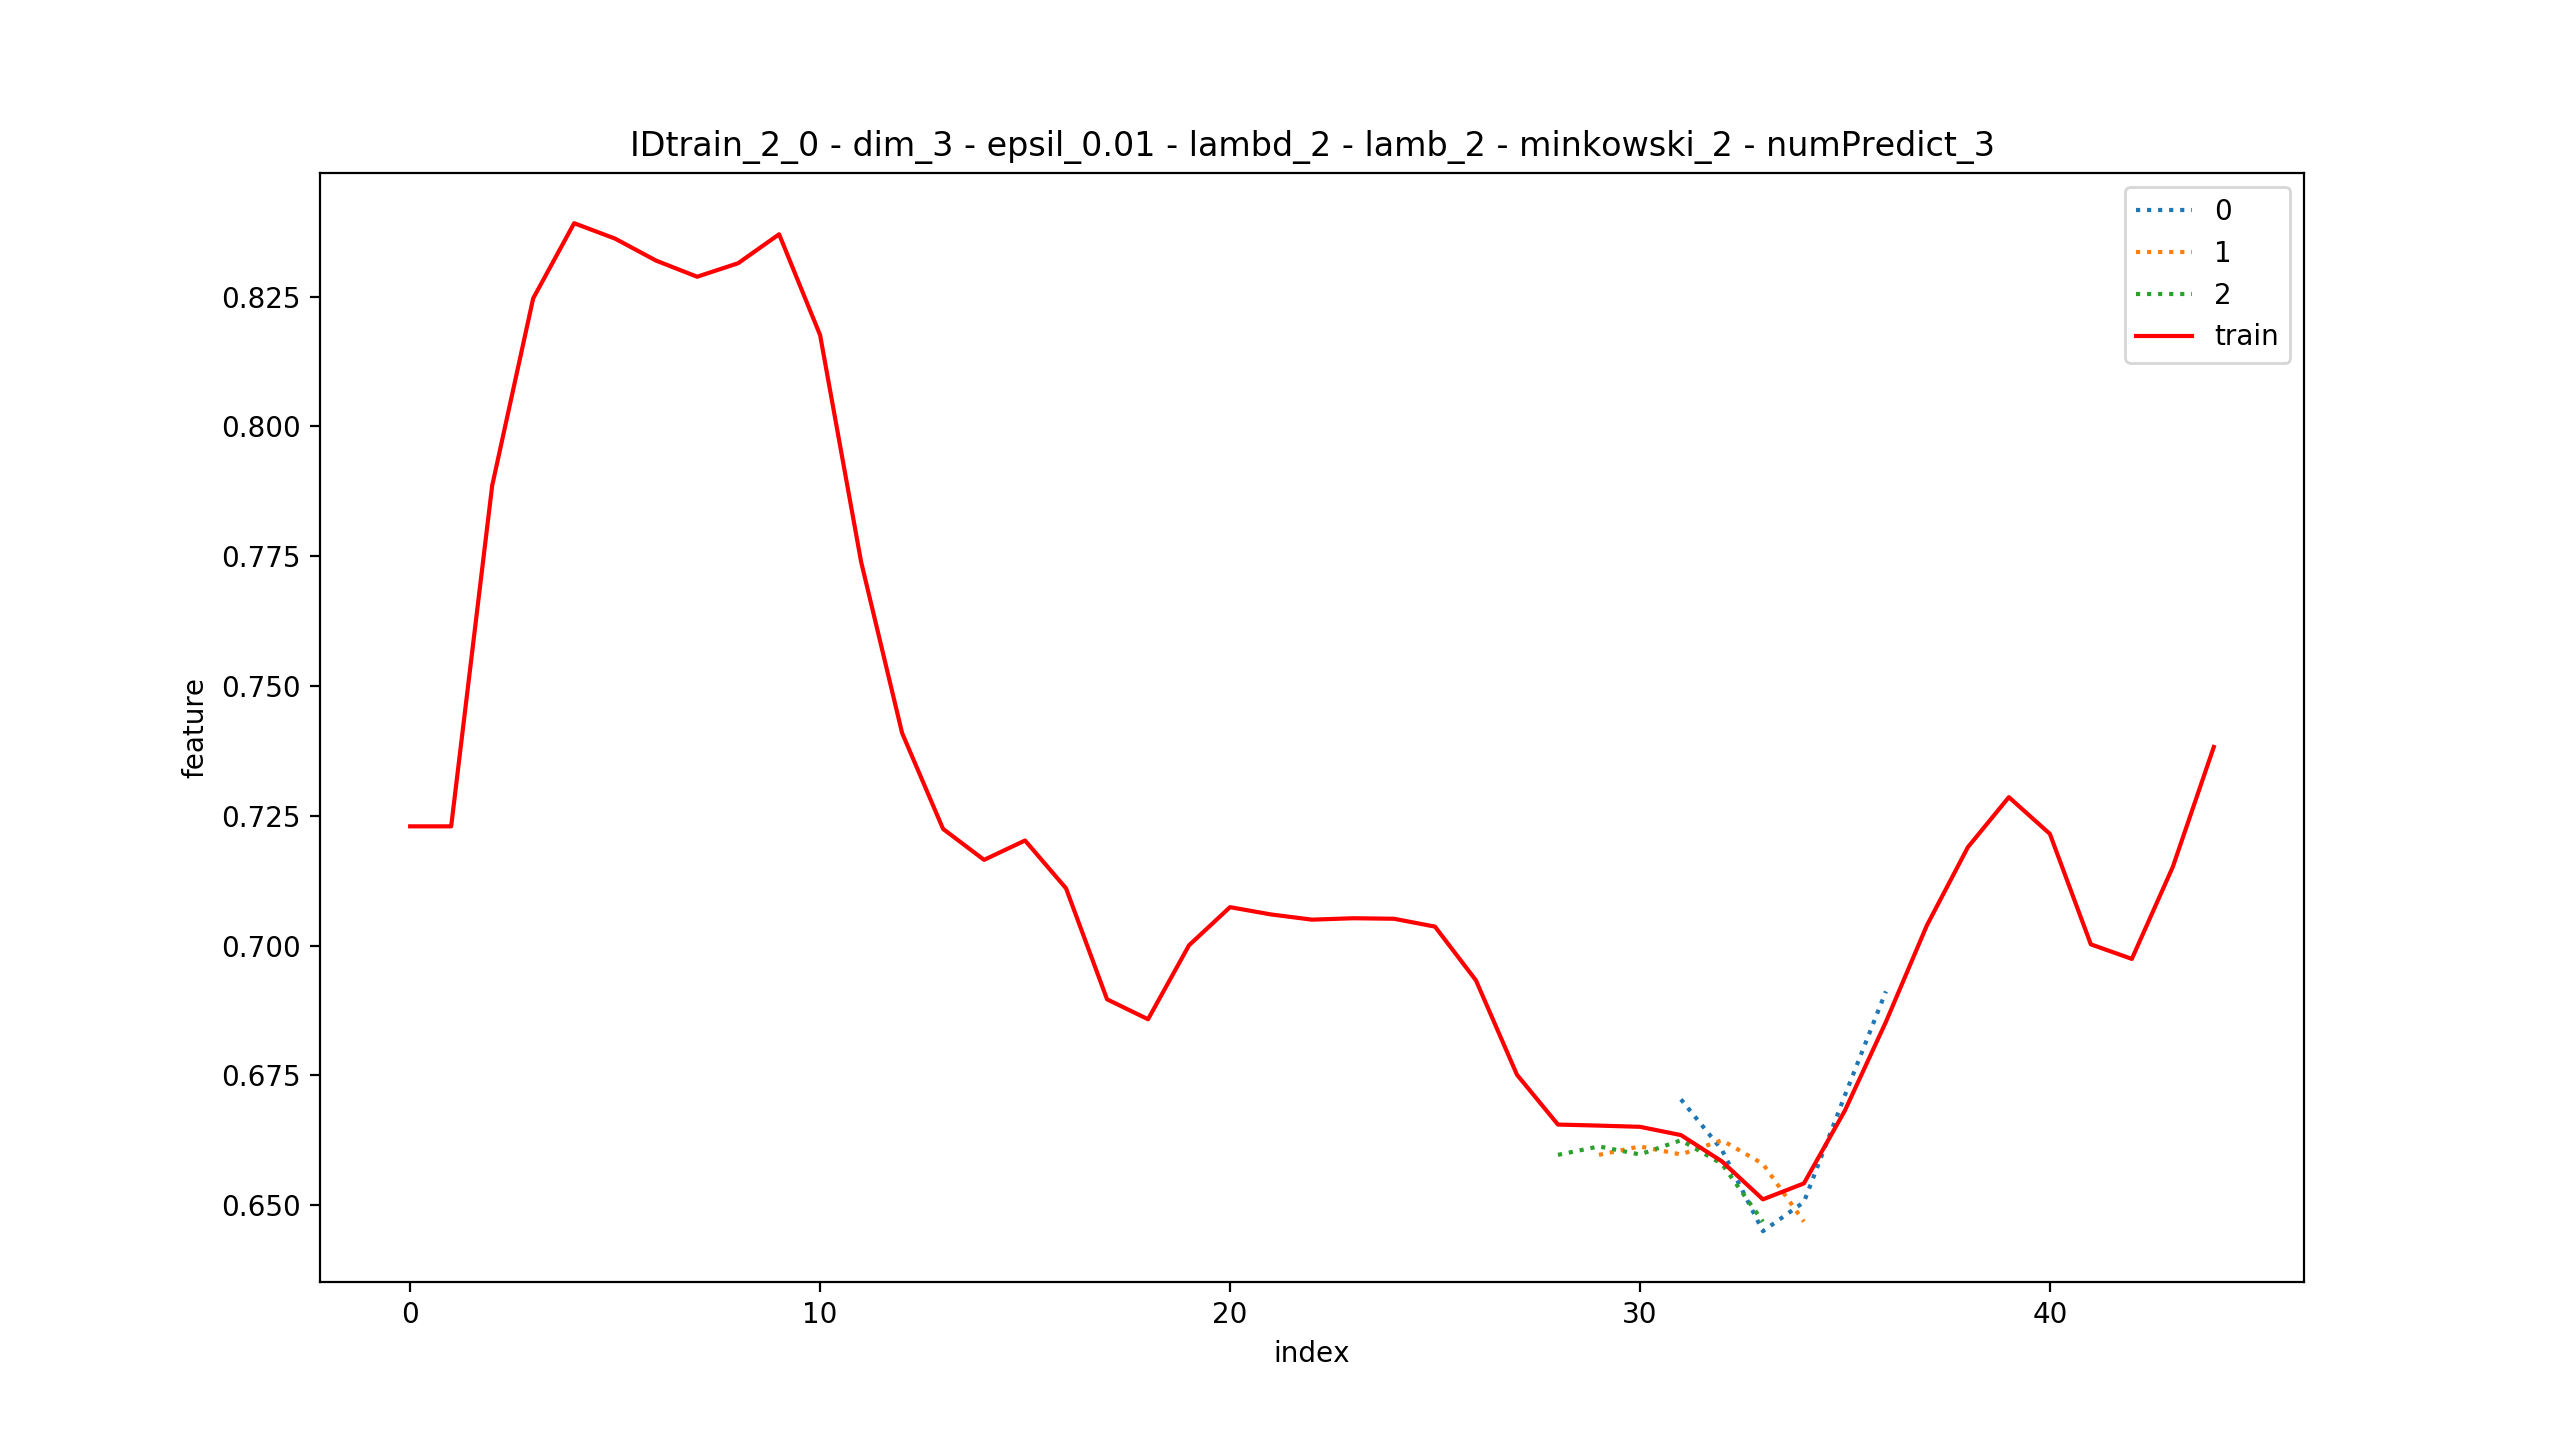 IDtrain_2_0 - dim_3 - epsil_0.01 - lambd_2 - lamb_2 - minkowski_2 - numPredict_3
0
1
2
train
0.825
0.800
0.775
0.750
0.725
0.700
0.675
0.650
feature
0 10 20 30 40
index